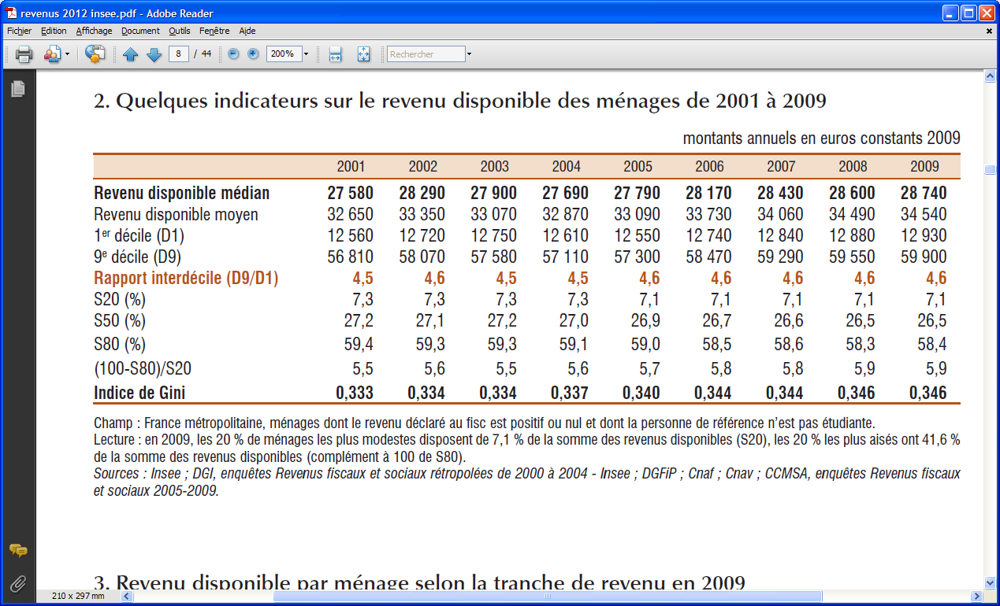 revenus 2012 insee.pdf - Adobe Reader
Fichier Edition Affichage Document Outils Fenêtre Aide
8 / 44 200% Rechercher
2. Quelques indicateurs sur le revenu disponible des ménages de 2001 à 2009
montants annuels en euros constants 2009
2001 2002 2003 2004 2005 2006 2007 2008 2009
Revenu disponible médian 27 580 28 290 27 900 27 690 27 790 28 170 28 430 28 600 28 740
Revenu disponible moyen 32 650 33 350 33 070 32 870 33 090 33 730 34 060 34 490 34 540
1er décile (D1) 12 560 12 720 12 750 12 610 12 550 12 740 12 840 12 880 12 930
9e décile (D9) 56 810 58 070 57 580 57 110 57 300 58 470 59 290 59 550 59 900
Rapport interdécile (D9/D1) 4,5 4,6 4,5 4,5 4,6 4,6 4,6 4,6 4,6
S20 (%) 7,3 7,3 7,3 7,3 7,1 7,1 7,1 7,1 7,1
S50 (%) 27,2 27,1 27,2 27,0 26,9 26,7 26,6 26,5 26,5
S80 (%) 59,4 59,3 59,3 59,1 59,0 58,5 58,6 58,3 58,4
(100-S80)/S20 5,5 5,6 5,5 5,6 5,7 5,8 5,8 5,9 5,9
Indice de Gini 0,333 0,334 0,334 0,337 0,340 0,344 0,344 0,346 0,346
Champ : France métropolitaine, ménages dont le revenu déclaré au fisc est positif ou nul et dont la personne de référence n'est pas étudiante.
Lecture : en 2009, les 20 % de ménages les plus modestes disposent de 7,1 % de la somme des revenus disponibles (S20), les 20 % les plus aisés ont 41,6 %
de la somme des revenus disponibles (complément à 100 de S80).
Sources : Insee ; DGI, enquêtes Revenus fiscaux et sociaux rétropolées de 2000 à 2004 - Insee ; DGFiP ; Cnaf ; Cnav ; CCMSA, enquêtes Revenus fiscaux
et sociaux 2005-2009.
3. Revenu disponible par ménage selon la tranche de revenu en 2009
210 x 297 mm